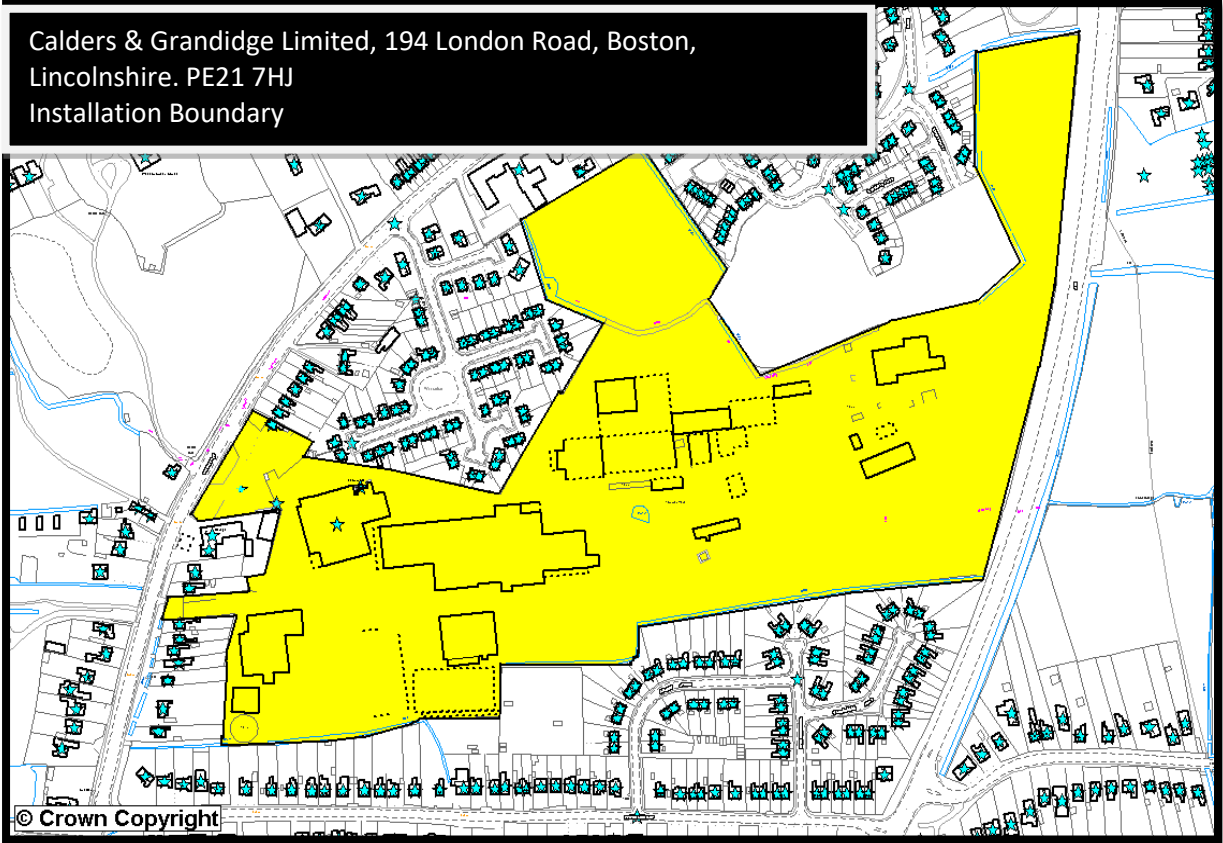 Calders & Grandidge Limited, 194 London Road, Boston,
Lincolnshire. PE21 7HJ
Installation Boundary
© Crown Copyright